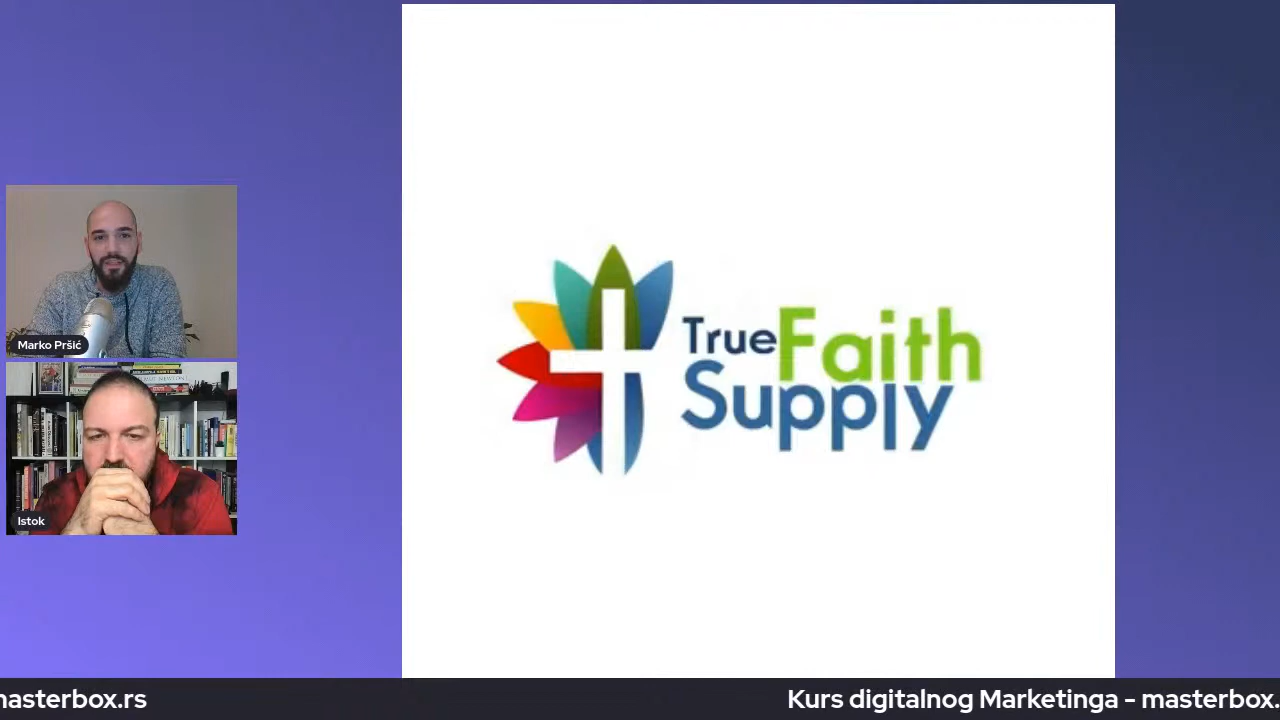 True Faith
Supply
Marko Pršić
Istok
masterbox.rs
Kurs digitalnog Marketinga - masterbox.